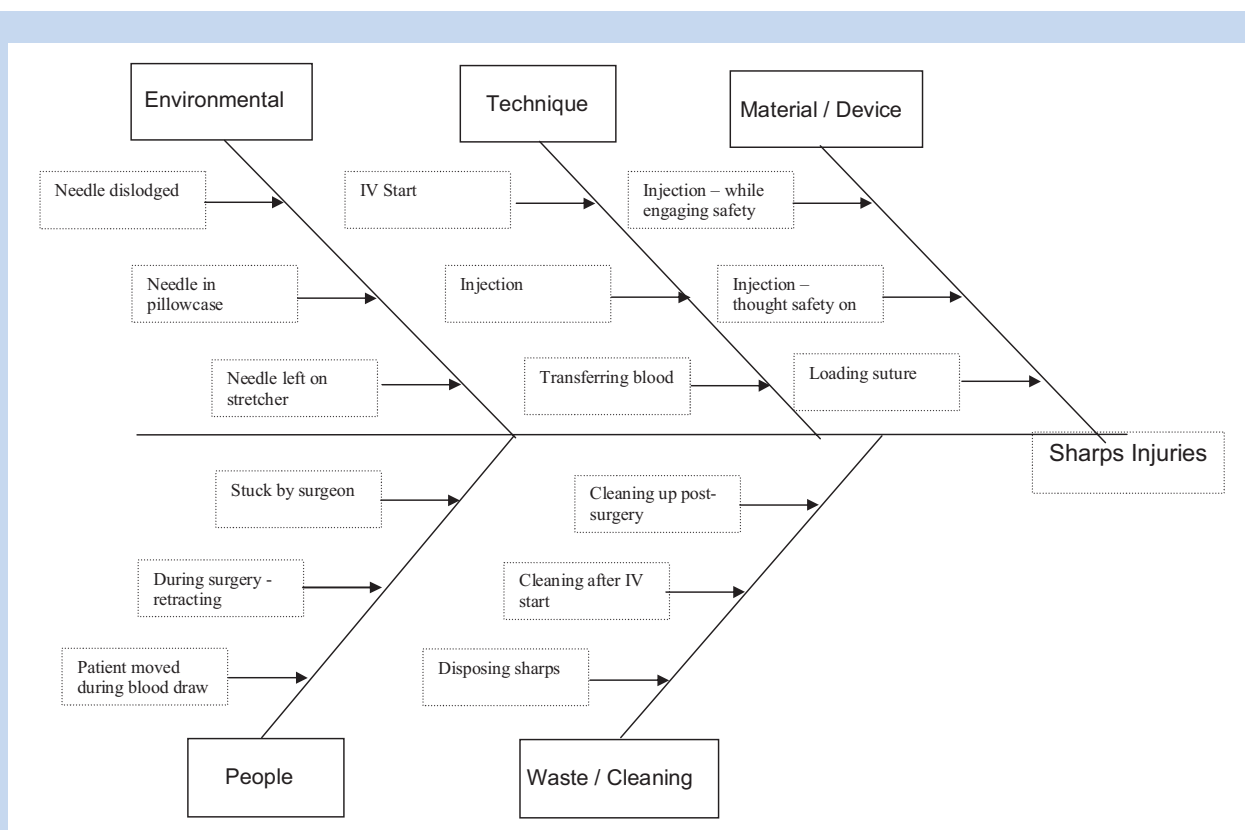 Environmental
Technique
Material / Device
Needle dislodged
IV Start
Injection – while
engaging safety
Needle in
pillowcase
Injection
Injection –
thought safety on
Needle left on
stretcher
Transferring blood
Loading suture
Sharps Injuries
Stuck by surgeon
Cleaning up post-
surgery
During surgery -
retracting
Cleaning after IV
start
Patient moved
during blood draw
Disposing sharps
People
Waste / Cleaning